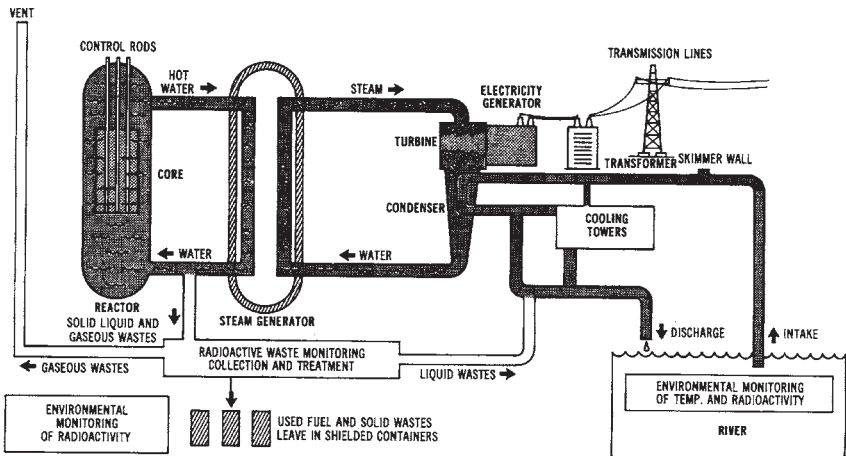 VENT
CONTROL RODS
HOT
WATER
STEAM
ELECTRICITY
GENERATOR
TRANSMISSION LINES
TURBINE
TRANSFORMER
SKIMMER WALL
CORE
CONDENSER
COOLING
TOWERS
WATER
WATER
REACTOR
STEAM GENERATOR
SOLID LIQUID AND
GASEOUS WASTES
DISCHARGE
INTAKE
RADIOACTIVE WASTE MONITORING
COLLECTION AND TREATMENT
GASEOUS WASTES
LIQUID WASTES
ENVIRONMENTAL MONITORING
OF TEMP. AND RADIOACTIVITY
RIVER
ENVIRONMENTAL
MONITORING
OF RADIOACTIVITY
USED FUEL AND SOLID WASTES
LEAVE IN SHIELDED CONTAINERS